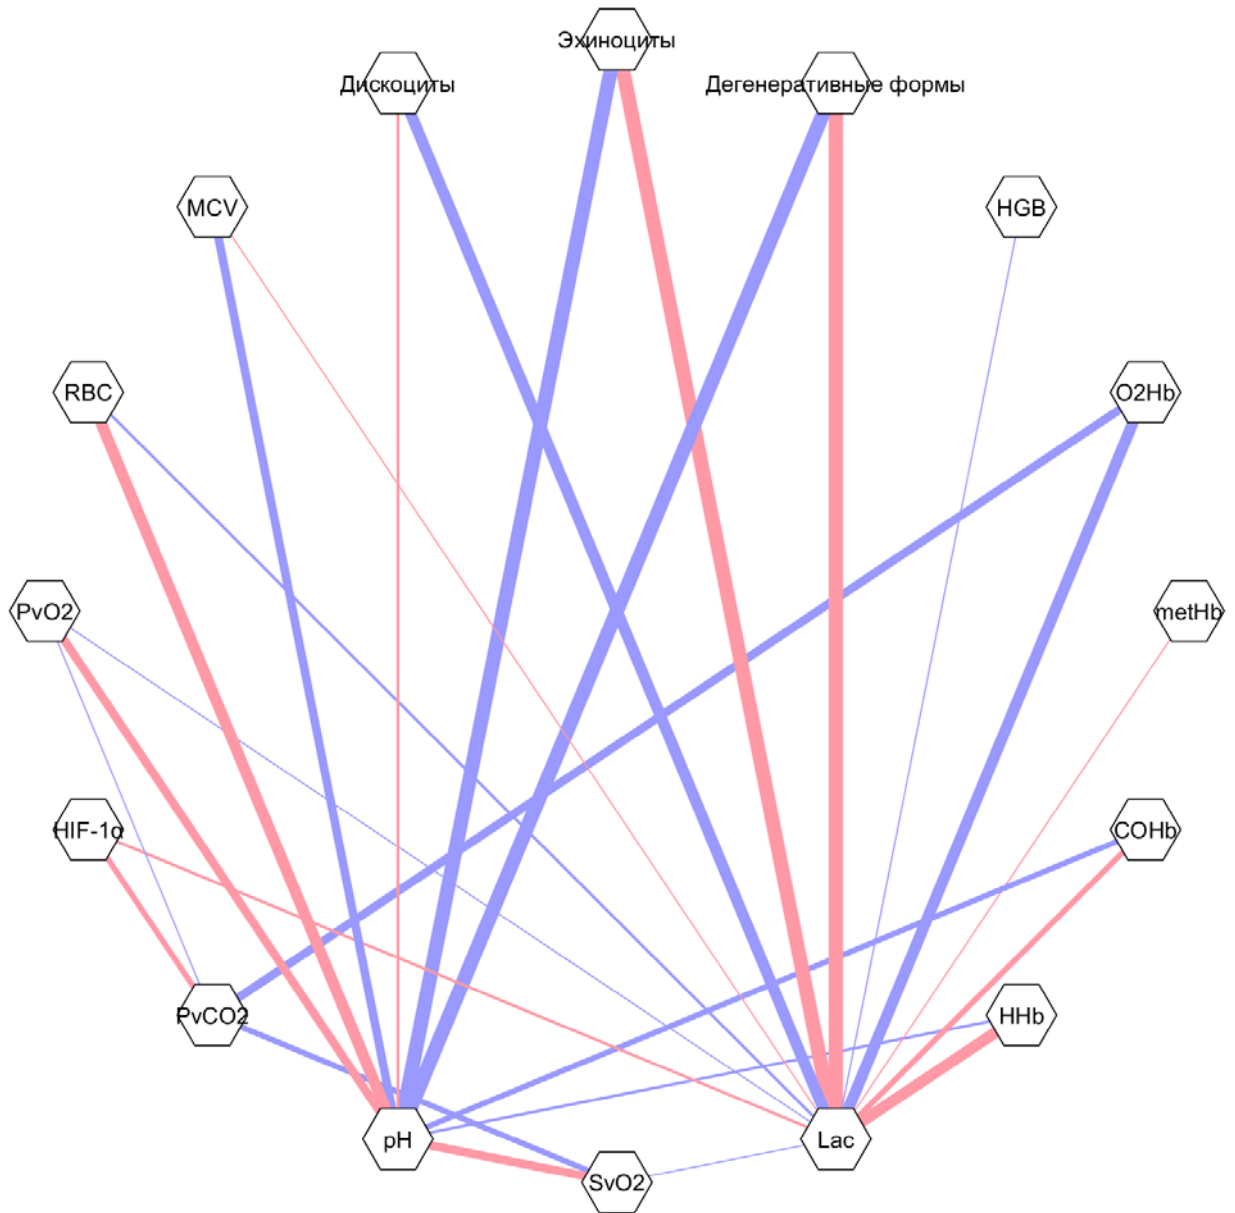 Эхиноциты
Дискоциты
Дегенеративные формы
MCV
HGB
RBC
O2Hb
PvO2
metHb
HIF-1α
COHb
PvCO2
HHb
pH
Lac
SvO2